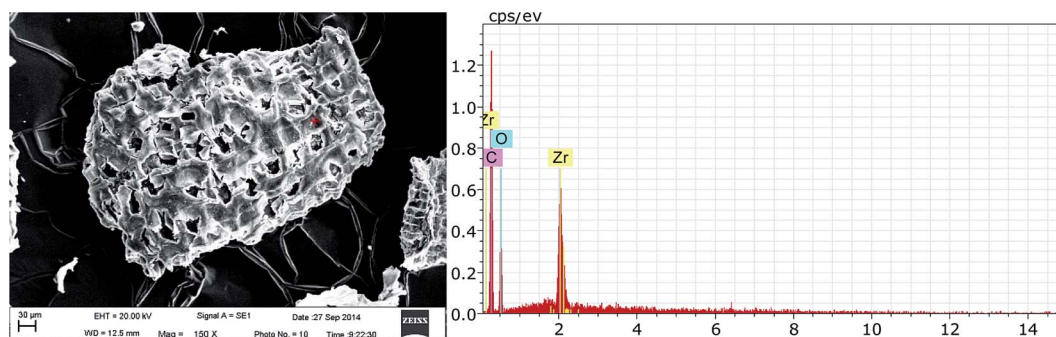 cps/ev
1.2
1.0
0.8
0.6
0.4
0.2
0.0
Zr
O
C
Zr
2 4 6 8 10 12 14
30 µm
EHT = 20.00 kV Signal A = SE1 Date :27 Sep 2014
WD = 12.5 mm Mag = 150 X Photo No. = 10 Time :9:22:30
ZEISS